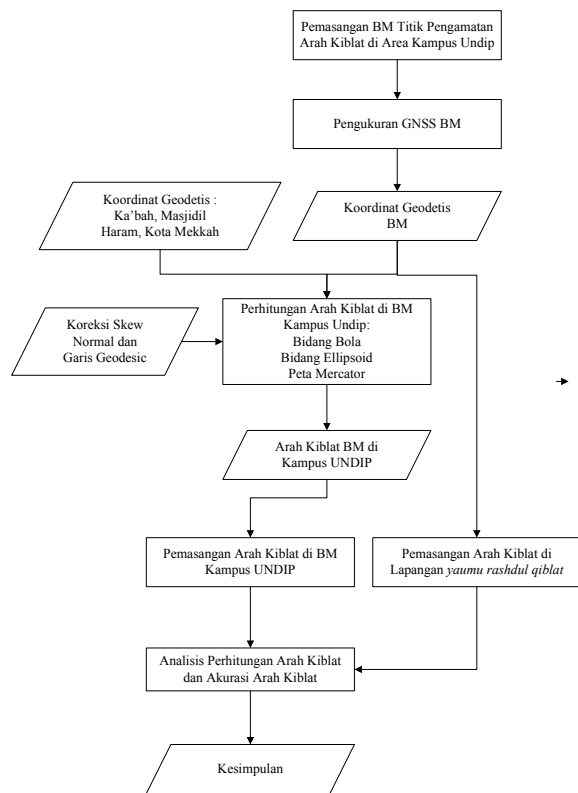 Pemasangan BM Titik Pengamatan
Arah Kiblat di Area Kampus Undip
Pengukuran GNSS BM
Koordinat Geodetis :
Ka’bah, Masjidil
Haram, Kota Mekkah
Koordinat Geodetis
BM
Koreksi Skew
Normal dan
Garis Geodesic
Perhitungan Arah Kiblat di BM
Kampus Undip:
Bidang Bola
Bidang Ellipsoid
Peta Mercator
Arah Kiblat BM di
Kampus UNDIP
Pemasangan Arah Kiblat di BM
Kampus UNDIP
Pemasangan Arah Kiblat di
Lapangan yaumu rashdul qiblat
Analisis Perhitungan Arah Kiblat
dan Akurasi Arah Kiblat
Kesimpulan